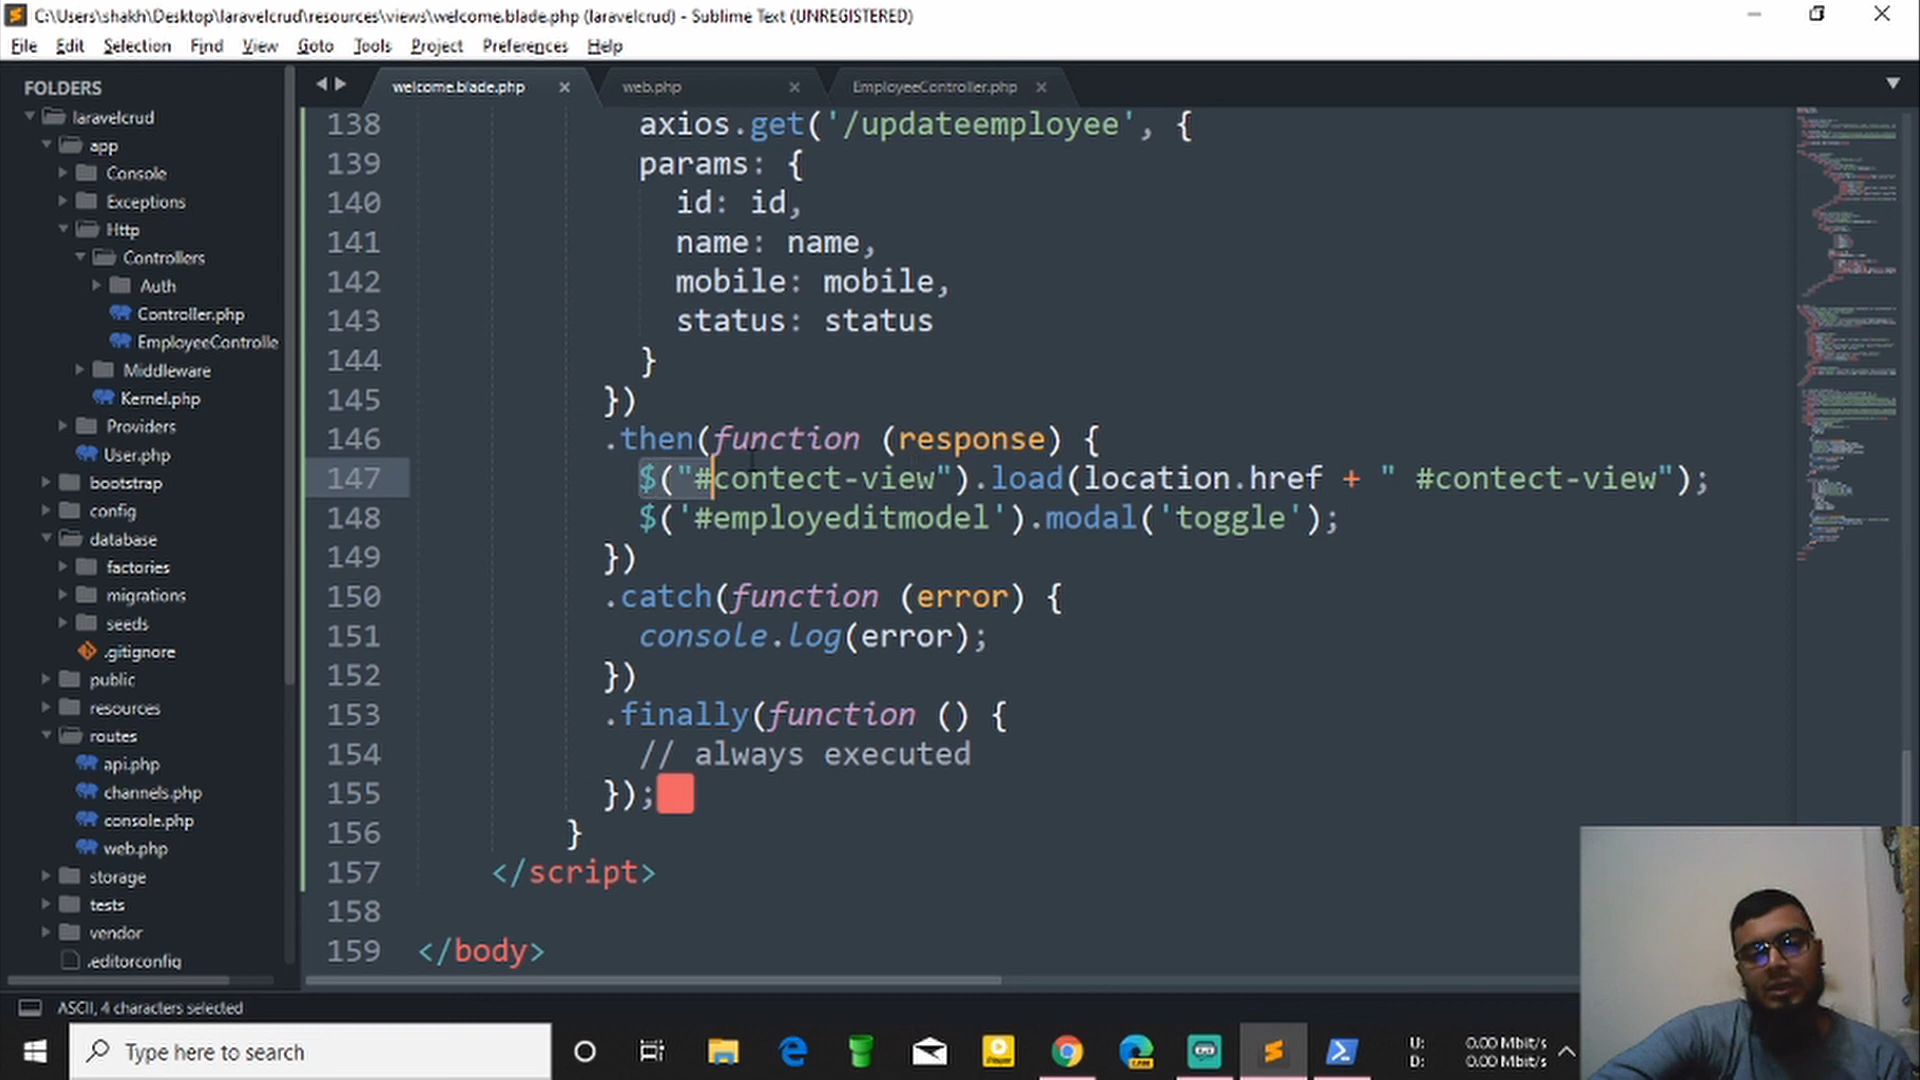 C:\Users\shakh\Desktop\laravelcrud\resources\views\welcome.blade.php (laravelcrud) - Sublime Text (UNREGISTERED)
File Edit Selection Find View Goto Tools Project Preferences Help
FOLDERS
laravelcrud
app
Console
Exceptions
Http
Controllers
Auth
Controller.php
EmployeeControlle
Middleware
Kernel.php
Providers
User.php
bootstrap
config
database
factories
migrations
seeds
.gitignore
public
resources
routes
api.php
channels.php
console.php
web.php
storage
tests
vendor
.editorconfig
welcome.blade.php web.php EmployeeController.php
138 axios.get('/updateemployee', {
139 params: {
140 id: id,
141 name: name,
142 mobile: mobile,
143 status: status
144 }
145 })
146 .then(function (response) {
147 $("#contect-view").load(location.href + " #contect-view");
148 $('#employeditmodel').modal('toggle');
149 })
150 .catch(function (error) {
151 console.log(error);
152 })
153 .finally(function () {
154 // always executed
155 });
156 }
157 </script>
158
159 </body>
ASCII, 4 characters selected
Type here to search
U: 0.00 Mbit/s
D: 0.00 Mbit/s